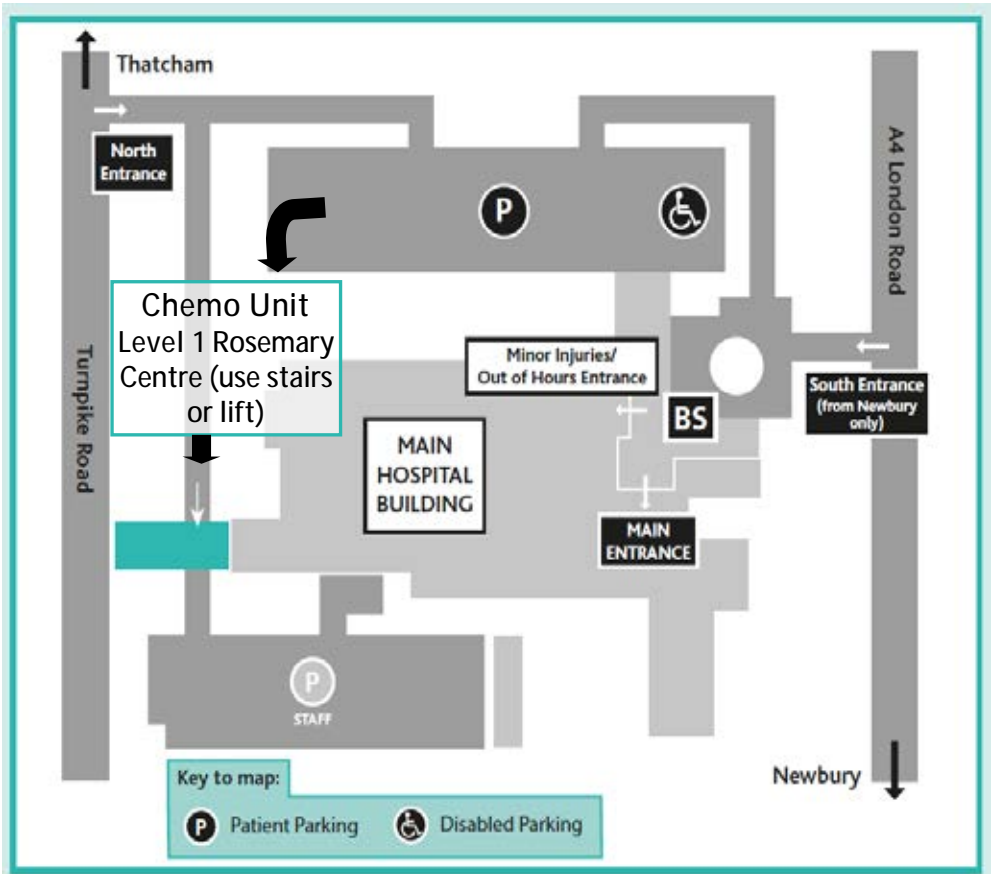 Thatcham
North
Entrance
P
A4 London Road
Chemo Unit
Level 1 Rosemary
Centre (use stairs
or lift)
Turnpike Road
Minor Injuries/
Out of Hours Entrance
South Entrance
(from Newbury
only)
BS
MAIN
HOSPITAL
BUILDING
MAIN
ENTRANCE
P
STAFF
Newbury
Key to map:
P Patient Parking
Disabled Parking